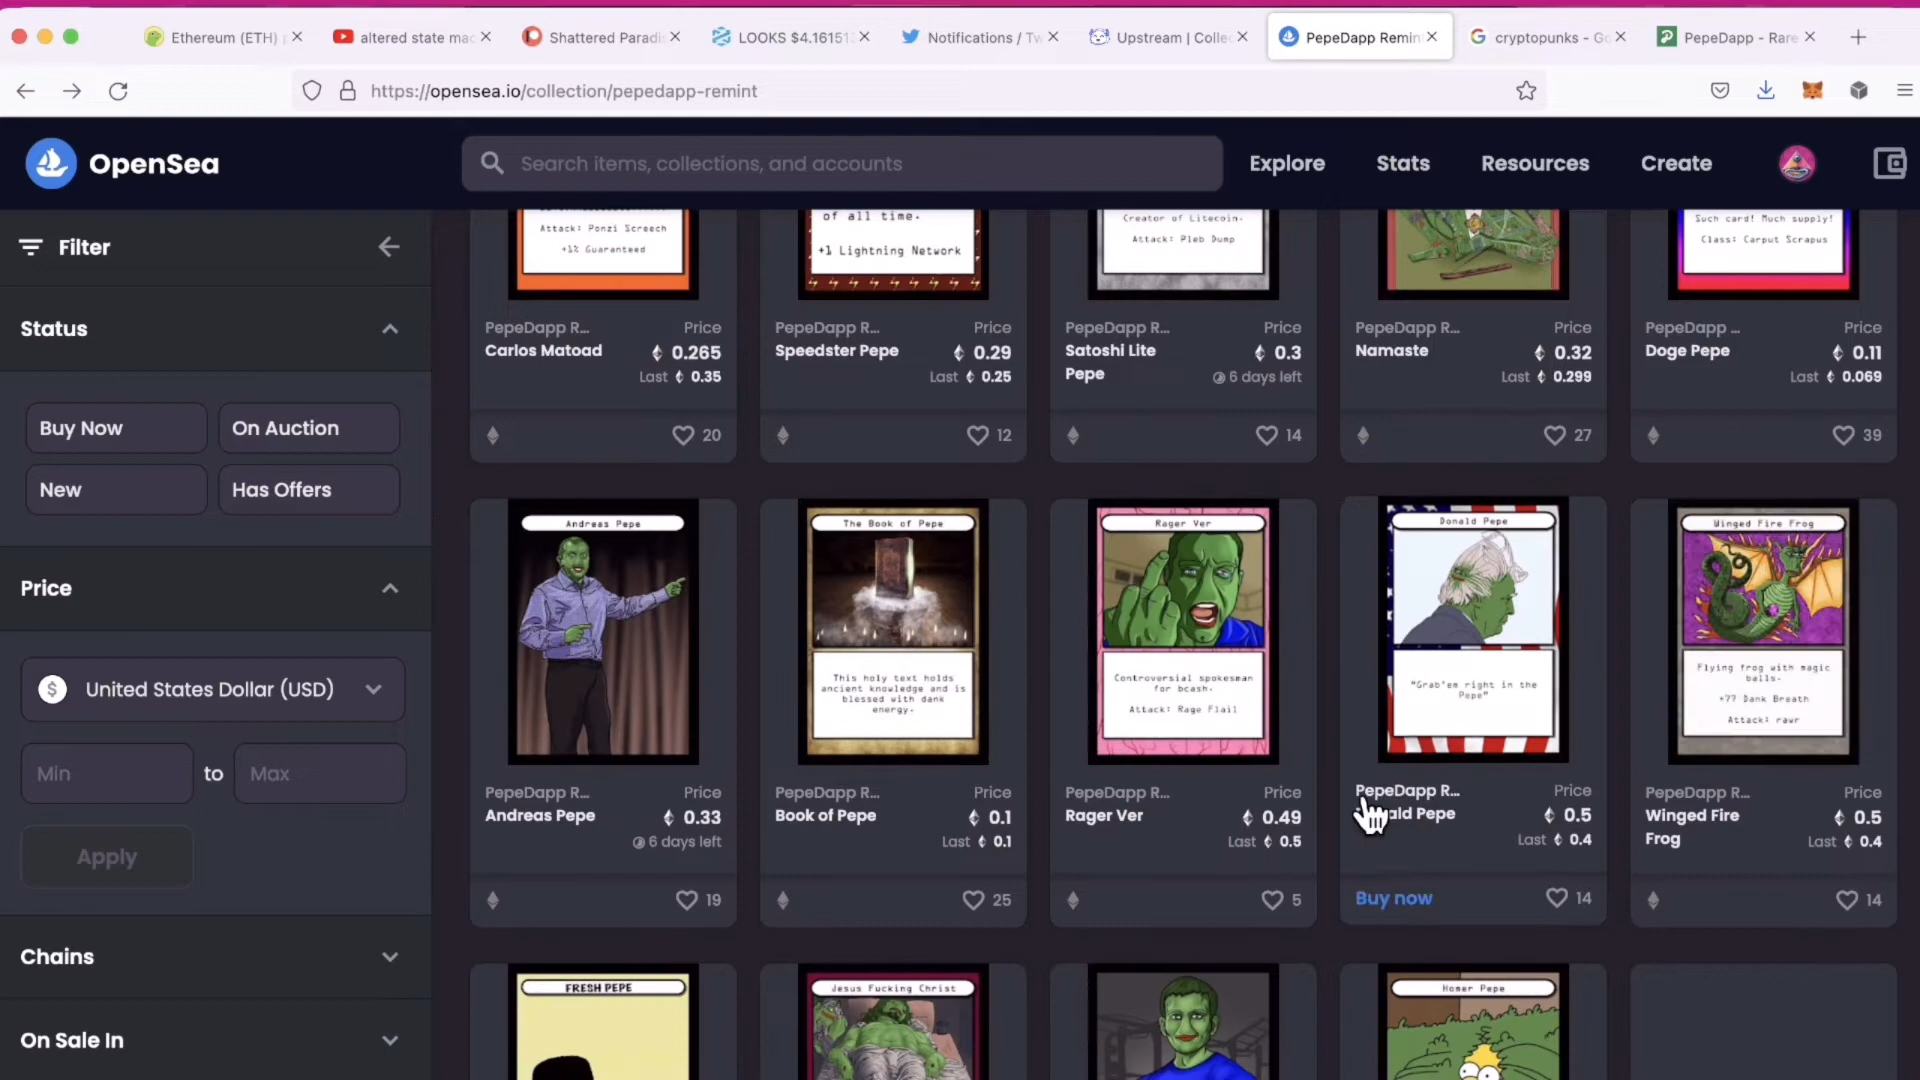 Ethereum (ETH) p
altered state mac
Shattered Paradis
LOOKS $4.16151
Notifications / Tw
Upstream | Collec
PepeDapp Remin
cryptopunks - Go
PepeDapp - Rare
https://opensea.io/collection/pepedapp-remint
OpenSea
Search items, collections, and accounts
Explore
Stats
Resources
Create
Filter
Status
Buy Now
On Auction
New
Has Offers
Price
$
United States Dollar (USD)
Min
to
Max
Apply
Chains
On Sale In
Attack: Ponzi Screech
+1% Guaranteed
PepeDapp R...
Price
Carlos Matoad
0.265
Last 0.35
20
of all time.
+1 Lightning Network
PepeDapp R...
Price
Speedster Pepe
0.29
Last 0.25
12
Creator of Litecoin.
Attack: Pleb Dump
PepeDapp R...
Price
Satoshi Lite
Pepe
0.3
6 days left
14
PepeDapp R...
Price
Namaste
0.32
Last 0.299
27
Such card! Much supply!
Class: Carput Scrapus
PepeDapp ...
Price
Doge Pepe
0.11
Last 0.069
39
Andreas Pepe
PepeDapp R...
Price
Andreas Pepe
0.33
6 days left
19
The Book of Pepe
This holy text holds
ancient knowledge and is
blessed with dank
energy.
PepeDapp R...
Price
Book of Pepe
0.1
Last 0.1
25
Rager Ver
Controversial spokesman
for bcash.
Attack: Rage Flail
PepeDapp R...
Price
Rager Ver
0.49
Last 0.5
5
Donald Pepe
"Grab'em right in the
Pepe"
PepeDapp R...
Price
ald Pepe
0.5
Last 0.4
Buy now
14
Winged Fire Frog
Flying frog with magic
balls.
+77 Dank Breath
Attack: rawr
PepeDapp R...
Price
Winged Fire
Frog
0.5
Last 0.4
14
FRESH PEPE
Jesus Fucking Christ
Homer Pepe